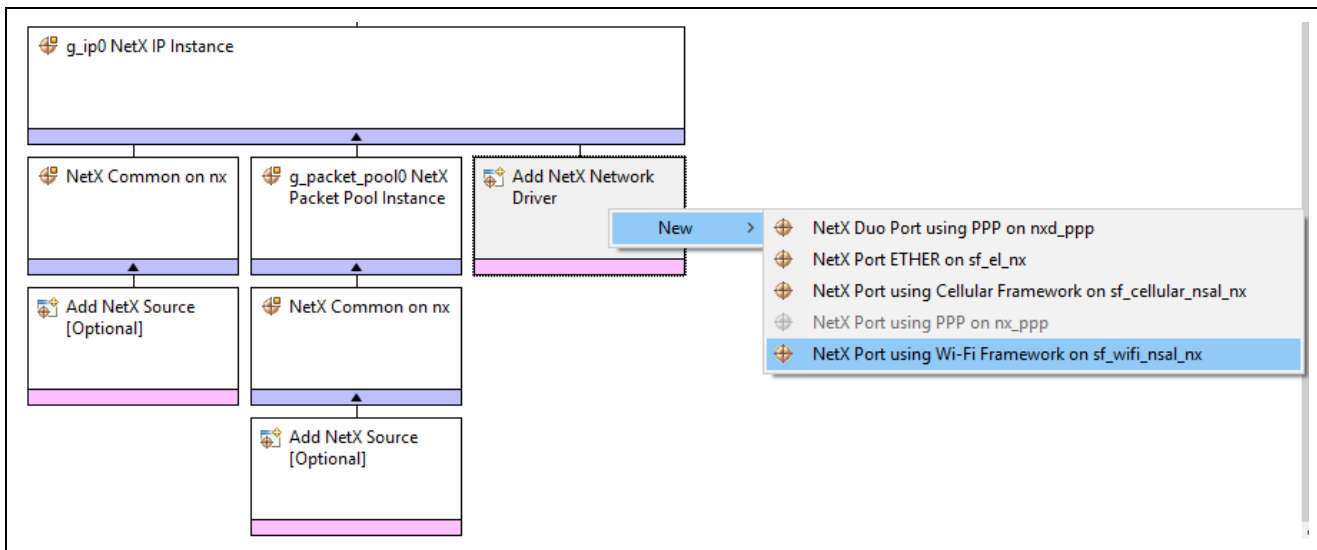 g_ip0 NetX IP Instance
NetX Common on nx
g_packet_pool0 NetX
Packet Pool Instance
Add NetX Network
Driver
New
NetX Duo Port using PPP on nxd_ppp
NetX Port ETHER on sf_el_nx
NetX Port using Cellular Framework on sf_cellular_nsal_nx
NetX Port using PPP on nx_ppp
NetX Port using Wi-Fi Framework on sf_wifi_nsal_nx
Add NetX Source
[Optional]
NetX Common on nx
Add NetX Source
[Optional]